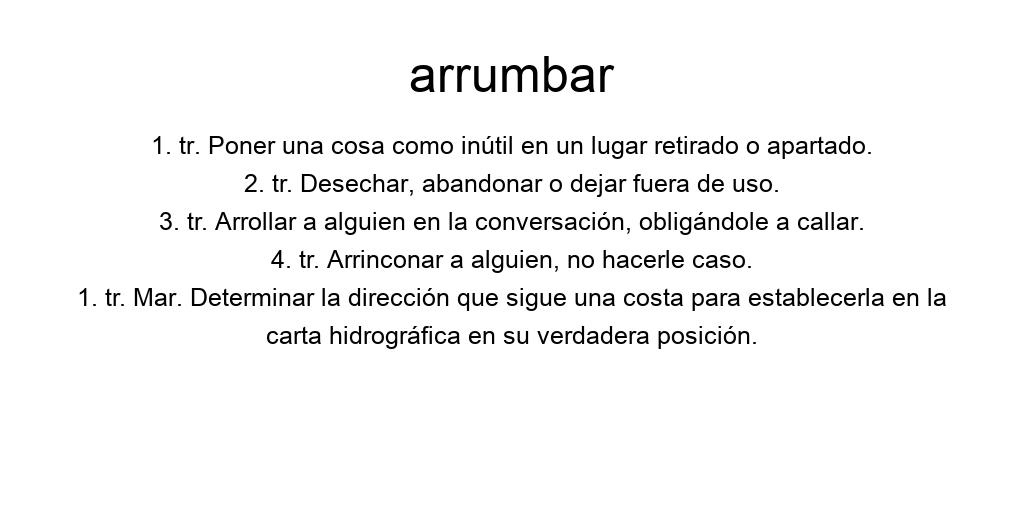 arrumbar
1. tr. Poner una cosa como inútil en un lugar retirado o apartado.
2. tr. Desechar, abandonar o dejar fuera de uso.
3. tr. Arrollar a alguien en la conversación, obligándole a callar.
4. tr. Arrinconar a alguien, no hacerle caso.
1. tr. Mar. Determinar la dirección que sigue una costa para establecerla en la
carta hidrográfica en su verdadera posición.